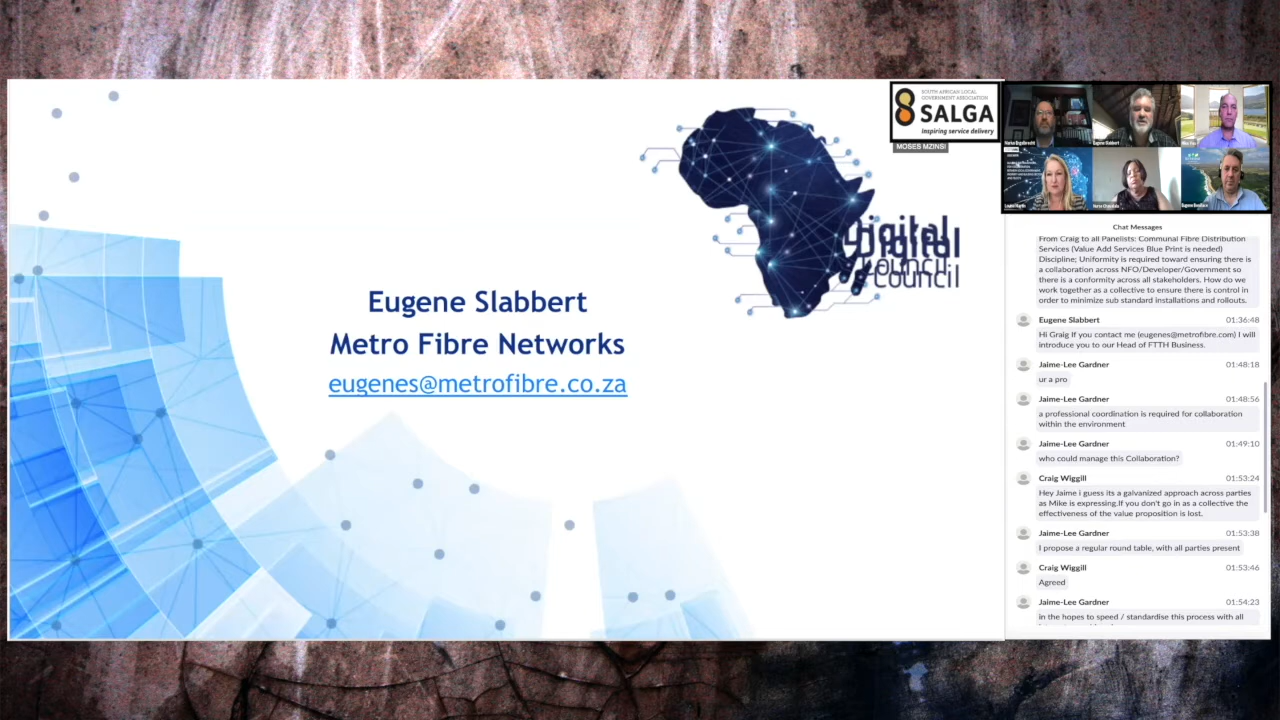 Eugene Slabbert
Metro Fibre Networks
eugenes@metrofibre.co.za
Digital
Council
SOUTH AFRICAN LOCAL
GOVERNMENT ASSOCIATION
SALGA
Inspiring service delivery
MOSES MZINSI
Eugene Slabbert
Chat Messages
From Craig to all Panelists: Communal Fibre Distribution
Services (Value Add Services Blue Print is needed)
Discipline; Uniformity is required toward ensuring there is
a collaboration across NFO/Developer/Government so
there is a conformity across all stakeholders. How do we
work together as a collective to ensure there is control in
order to minimize sub standard installations and rollouts.
Eugene Slabbert 01:36:48
Hi Graig If you contact me (eugenes@metrofibre.com) I will
introduce you to our Head of FTTH Business.
Jaime-Lee Gardner 01:48:18
ur a pro
Jaime-Lee Gardner 01:48:56
a professional coordination is required for collaboration
within the environment
Jaime-Lee Gardner 01:49:10
who could manage this Collaboration?
Craig Wiggill 01:53:24
Hey Jaime i guess its a galvanized approach across parties
as Mike is expressing.If you don't go in as a collective the
effectiveness of the value proposition is lost.
Jaime-Lee Gardner 01:53:38
I propose a regular round table, with all parties present
Craig Wiggill 01:53:46
Agreed
Jaime-Lee Gardner 01:54:23
in the hopes to speed / standardise this process with all